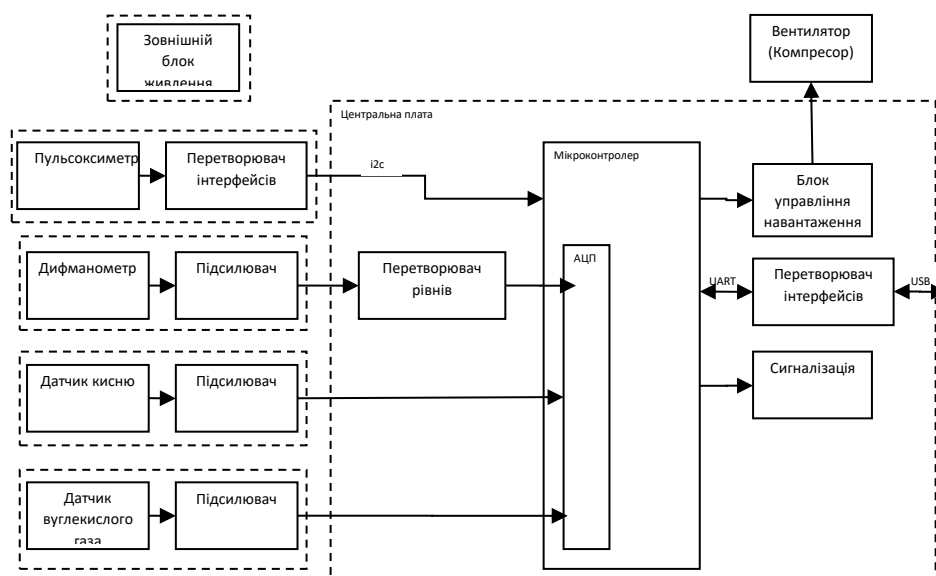 Зовнішній
блок
живлення
Вентилятор
(Компресор)
Центральна плата
Пульсоксиметр
Перетворювач
інтерфейсів
i2c
Мікроконтролер
Блок
управління
навантаження
Дифманометр
Підсилювач
Перетворювач
рівнів
АЦП
UART
Перетворювач
інтерфейсів
USB
Датчик кисню
Підсилювач
Сигналізація
Датчик
вуглекислого
газа
Підсилювач